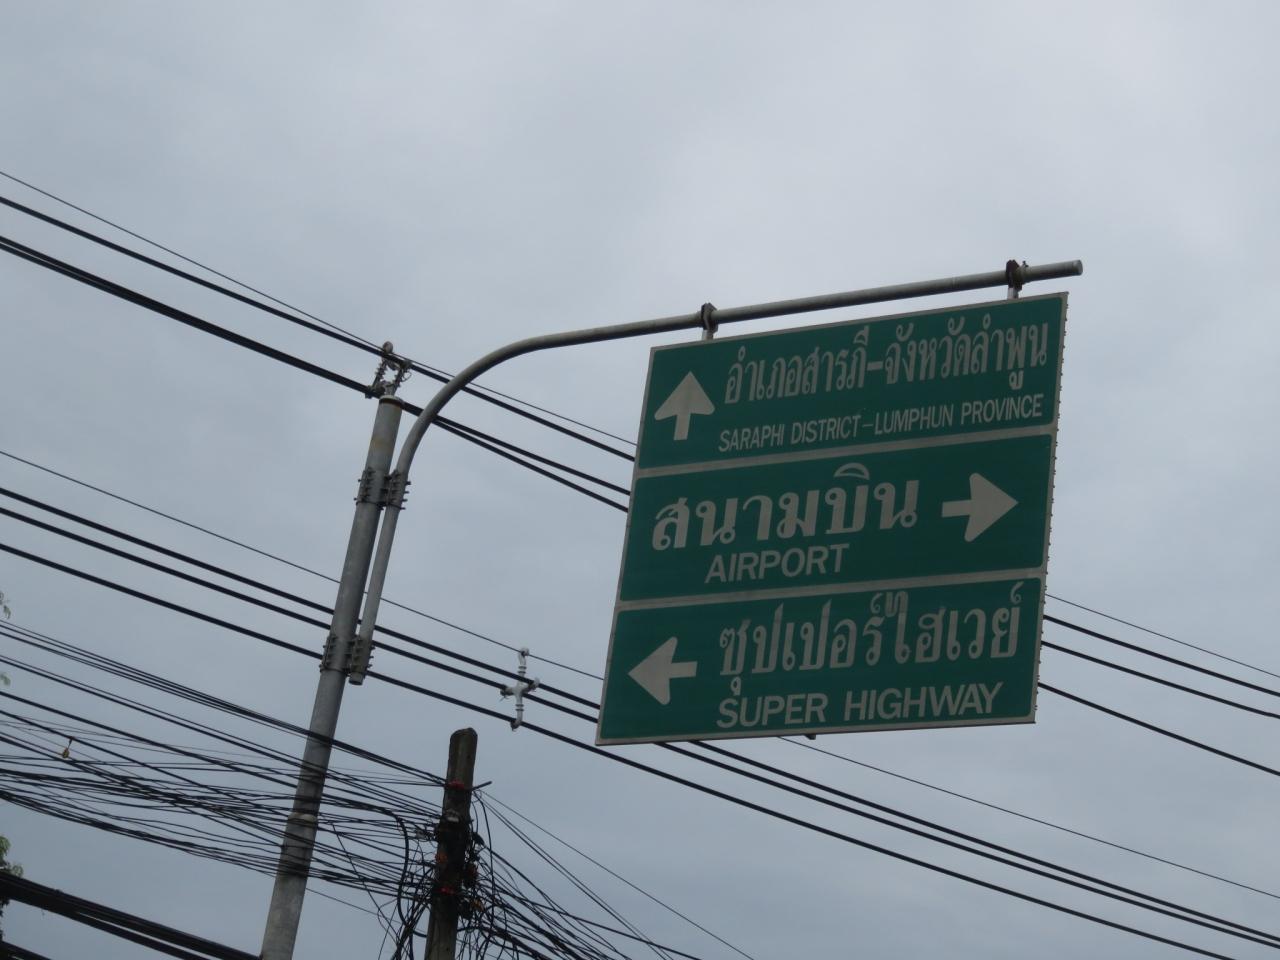 อำเภอสารภี-จังหวัดลำพูน
SARAPHI DISTRICT-LUMPHUN PROVINCE
สนามบิน
AIRPORT
ซุปเปอร์ไฮเวย์
SUPER HIGHWAY